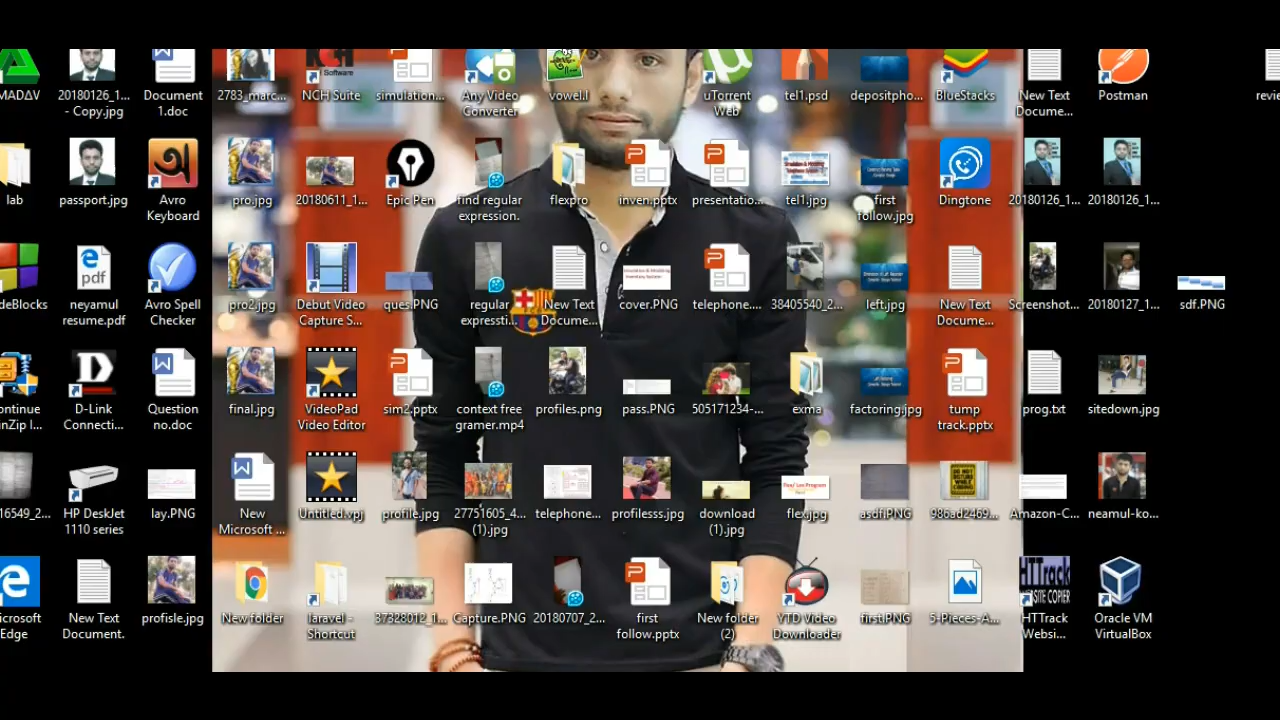 MADAV
20180126_1...
- Copy.jpg
Document
1.doc
2783_marc...
NCH Suite
simulation...
Any Video
Converter
vowel.l
uTorrent
Web
tel1.psd
depositpho...
BlueStacks
New Text
Docume...
Postman
lab
passport.jpg
Avro
Keyboard
pro.jpg
20180611_1...
Epic Pen
find regular
expression.
flexpro
inven.pptx
presentatio...
tel1.jpg
first
follow.jpg
Dingtone
20180126_1...
20180126_1...
deBlocks
neyamul
resume.pdf
Avro Spell
Checker
pro2.jpg
Debut Video
Capture S...
ques.PNG
regular
expressti...
New Text
Docume...
cover.PNG
telephone...
38405540_2...
left.jpg
New Text
Docume...
Screenshot...
20180127_1...
sdf.PNG
ontinue
nZip I...
D-Link
Connecti...
Question
no.doc
final.jpg
VideoPad
Video Editor
sim2.pptx
context free
gramer.mp4
profiles.png
pass.PNG
505171234-...
exma
factoring.jpg
tump
track.pptx
prog.txt
sitedown.jpg
16549_2...
HP DeskJet
1110 series
lay.PNG
New
Microsoft ...
Untitled.vpj
profile.jpg
27751605_4...
(1).jpg
telephone...
profilesss.jpg
download
(1).jpg
flex.jpg
asdf.PNG
986ad2469...
Amazon-C...
neamul-ko...
icrosoft
Edge
New Text
Document.
profisle.jpg
New folder
laravel -
Shortcut
37328012_1...
Capture.PNG
20180707_2...
first
follow.pptx
New folder
(2)
YTD Video
Downloader
first.PNG
5-Pieces-A...
HTTrack
Websi...
Oracle VM
VirtualBox